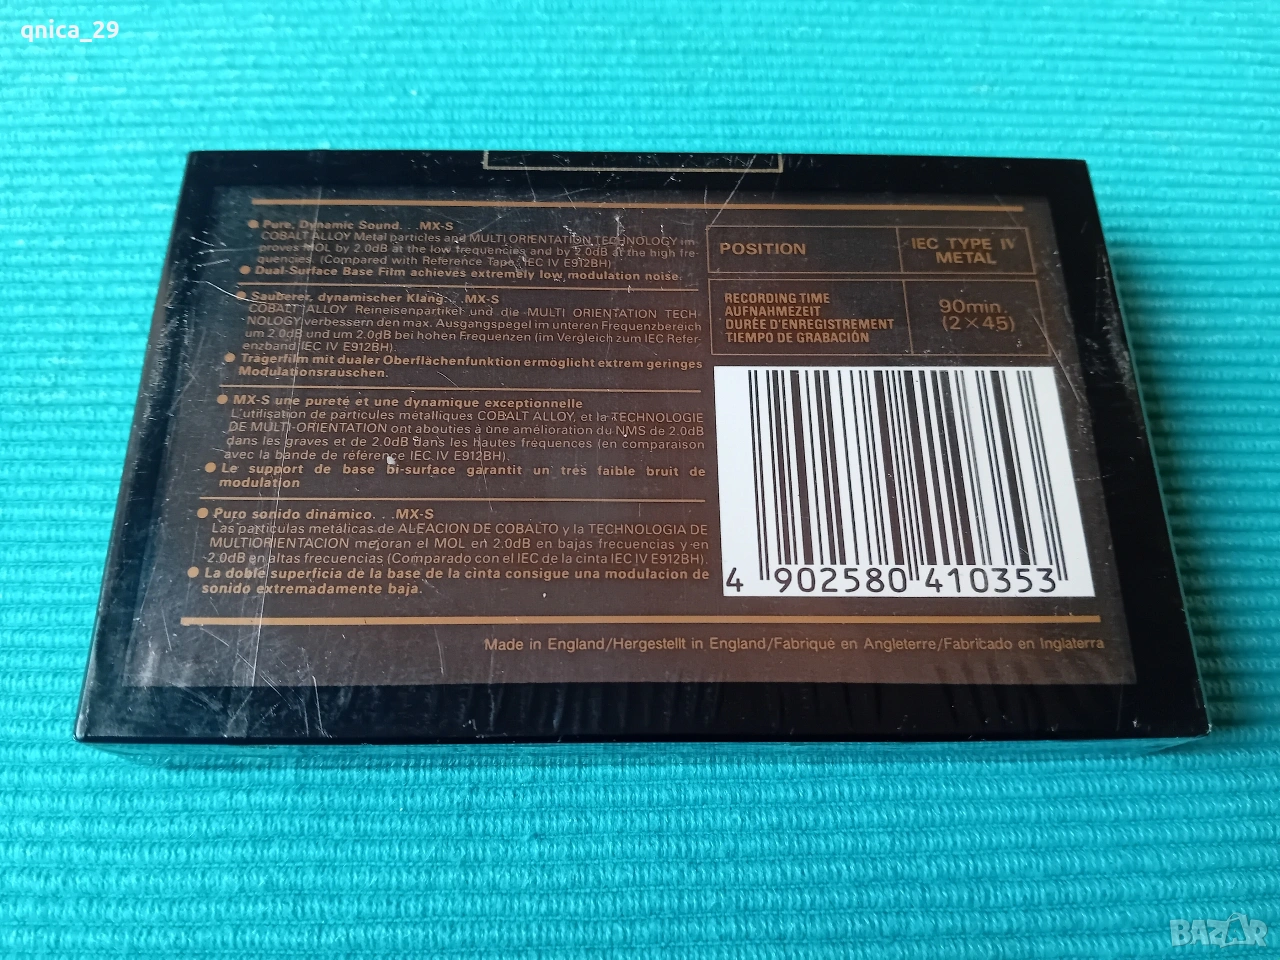 qnica_29
● Pure, Dynamic Sound. . .MX-S
COBALT ALLOY Metal particles and MULTI ORIENTATION TECHNOLOGY im-
proves MOL by 2.0dB at the low frequencies and by 2.0dB at the high fre-
quencies. (Compared with Reference Tape: IEC IV E912BH)
● Dual-Surface Base Film achieves extremely low modulation noise.
● Sauberer, dynamischer Klang. . .MX-S
COBALT ALLOY Reineisenpartikel und die MULTI ORIENTATION TECH-
NOLOGY verbessern den max. Ausgangspegel im unteren Frequenzbereich
um 2.0dB und um 2.0dB bei hohen Frequenzen (im Vergleich zum IEC Refer-
enzband IEC IV E912BH).
● Trägerfilm mit dualer Oberflächenfunktion ermöglicht extrem geringes
Modulationsrauschen.
● MX-S une pureté et une dynamique exceptionnelle
L'utilisation de particules métalliques COBALT ALLOY, et la TECHNOLOGIE
DE MULTI-ORIENTATION ont abouties à une amélioration du NMS de 2.0dB
dans les graves et de 2.0dB dans les hautes fréquences (en comparaison
avec la bande de référence IEC IV E912BH).
● Le support de base bi-surface garantit un très faible bruit de
modulation
● Puro sonido dinámico. . .MX-S
Las particulas metálicas de ALEACION DE COBALTO y la TECHNOLOGIA DE
MULTIORIENTACION mejoran el MOL en 2.0dB en bajas frecuencias y en
2.0dB en altas frecuencias (Comparado con el IEC de la cinta IEC IV E912BH).
● La doble superficia de la base de la cinta consigue una modulacion de
sonido extremadamente baja.
POSITION
IEC TYPE IV
METAL
RECORDING TIME
AUFNAHMEZEIT
DURÉE D'ENREGISTREMENT
TIEMPO DE GRABACIÓN
90min.
(2×45)
4 902580 410353
Made in England/Hergestellt in England/Fabriqué en Angleterre/Fabricado en Inglaterra
BAZAR